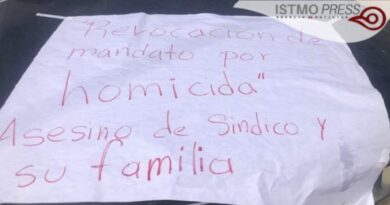 ISTMO PRESS
Revocación de
mandato por
homicida"
Asesino de Sindico y
su familia